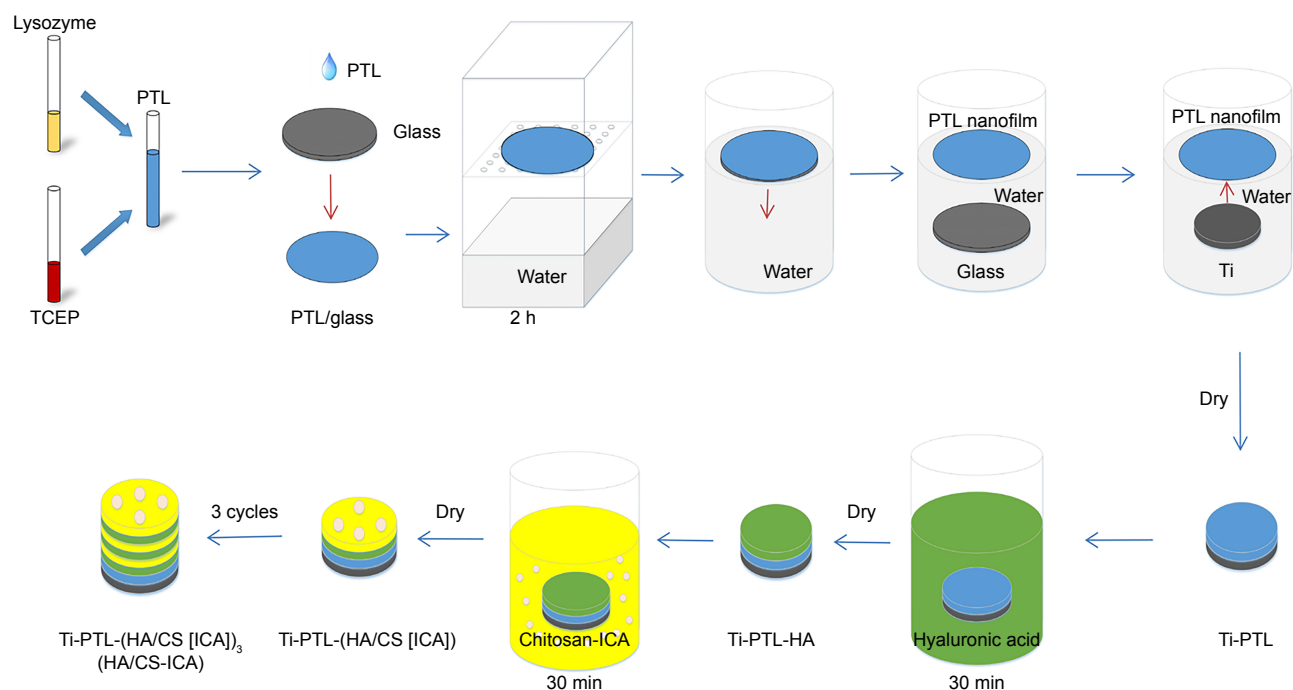 Lysozyme
PTL
TCEP
PTL
Glass
PTL/glass
Water
2 h
Water
PTL nanofilm
Water
Glass
PTL nanofilm
Water
Ti
Dry
Ti-PTL
Hyaluronic acid
30 min
Dry
Ti-PTL-HA
Chitosan-ICA
30 min
Dry
Ti-PTL-(HA/CS [ICA])
3 cycles
Ti-PTL-(HA/CS [ICA])₃
(HA/CS-ICA)